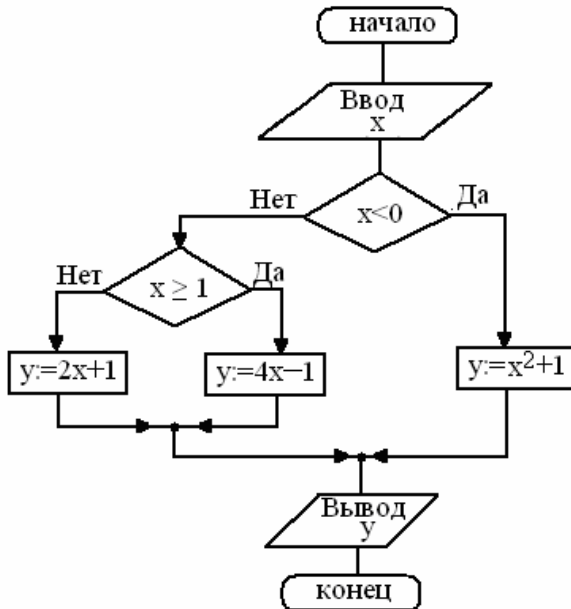 начало
Ввод
x
Нет
x<0
Да
Нет
x ≥ 1
Да
y:=2x+1
y:=4x−1
y:=x²+1
Вывод
y
конец